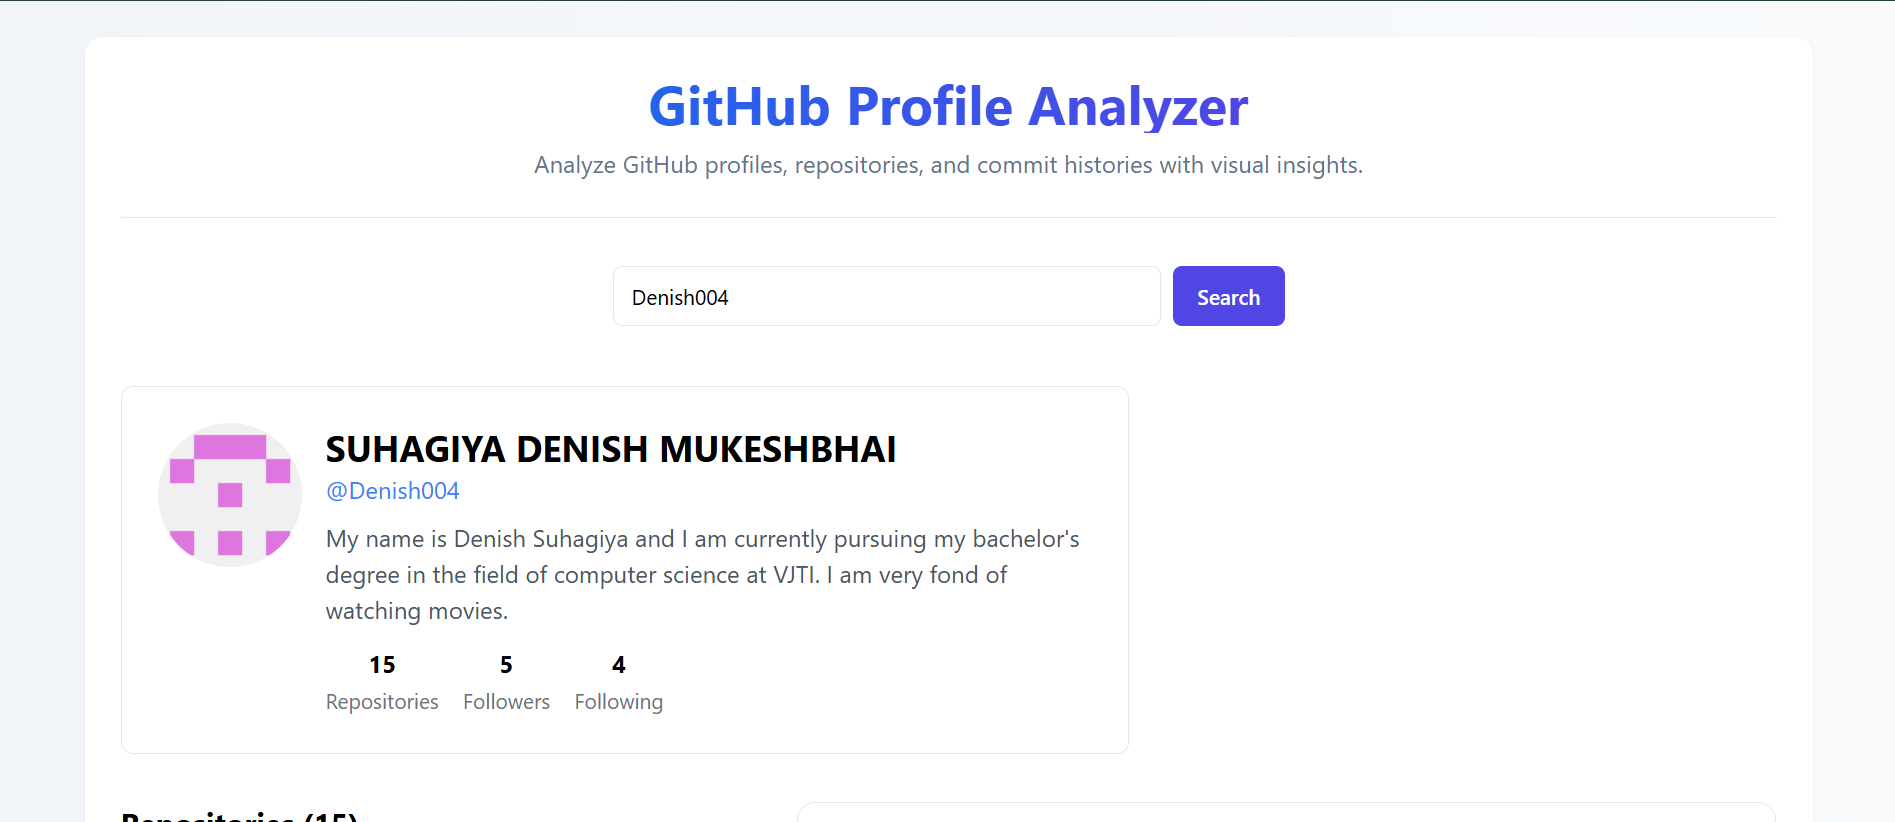 GitHub Profile Analyzer
Analyze GitHub profiles, repositories, and commit histories with visual insights.
Denish004
Search
SUHAGIYA DENISH MUKESHBHAI
@Denish004
My name is Denish Suhagiya and I am currently pursuing my bachelor's
degree in the field of computer science at VJTI. I am very fond of
watching movies.
15 5 4
Repositories Followers Following
Repositories (15)